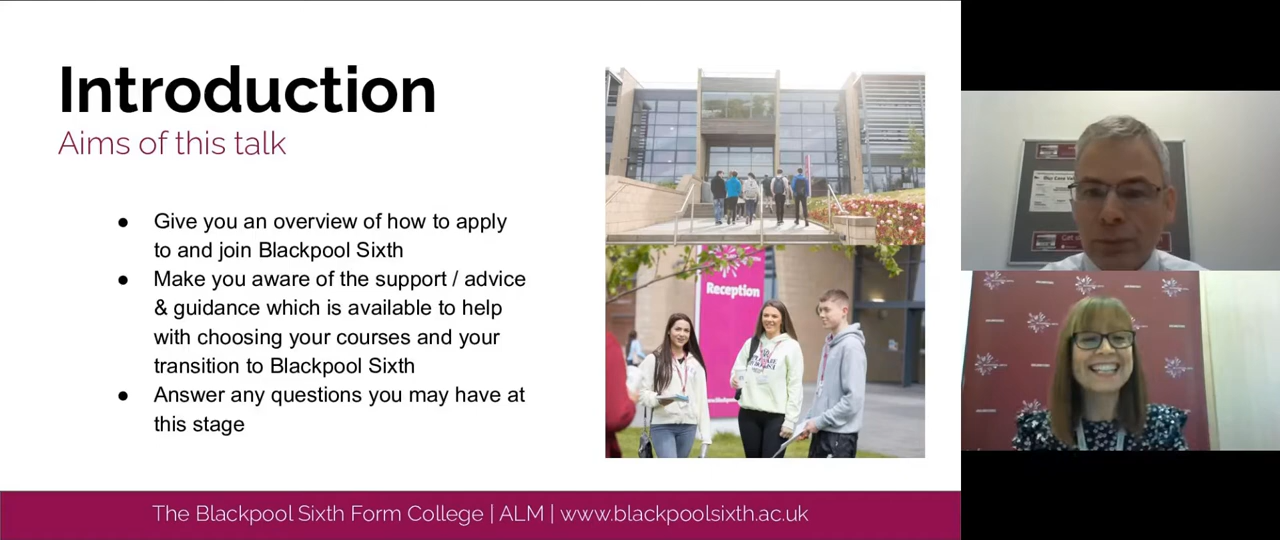 Introduction
Aims of this talk
● Give you an overview of how to apply
to and join Blackpool Sixth
● Make you aware of the support / advice
& guidance which is available to help
with choosing your courses and your
transition to Blackpool Sixth
● Answer any questions you may have at
this stage
Reception
The Blackpool Sixth Form College | ALM | www.blackpoolsixth.ac.uk